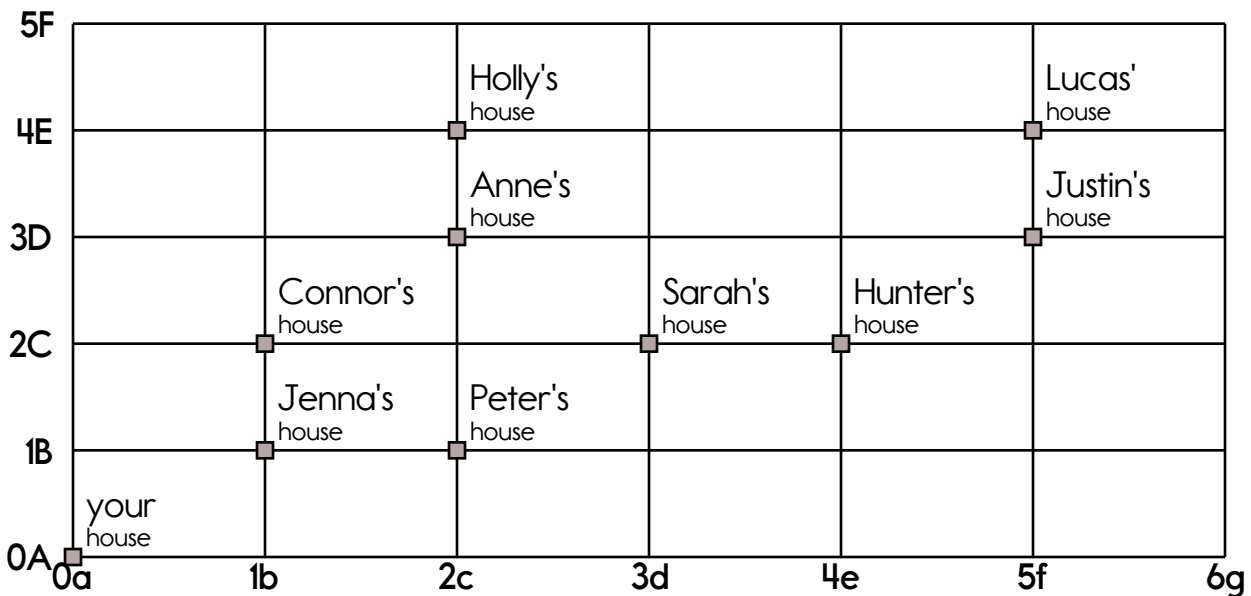 5F
Holly's
house
Lucas'
house
4E
Anne's
house
Justin's
house
3D
Connor's
house
Sarah's
house
Hunter's
house
2C
Jenna's
house
Peter's
house
1B
your
house
0A
0a 1b 2c 3d 4e 5f 6g